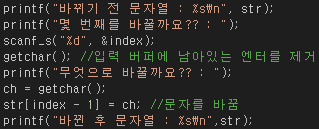 printf("바뀌기 전 문자열 : %s\n", str);
printf("몇 번째를 바꿀까요?? : ");
scanf_s("%d", &index);
getchar(); //입력 버퍼에 남아있는 엔터를 제거
printf("무엇으로 바꿀까요?? : ");
ch = getchar();
str[index - 1] = ch; //문자를 바꿈
printf("바뀐 후 문자열 : %s\n",str);